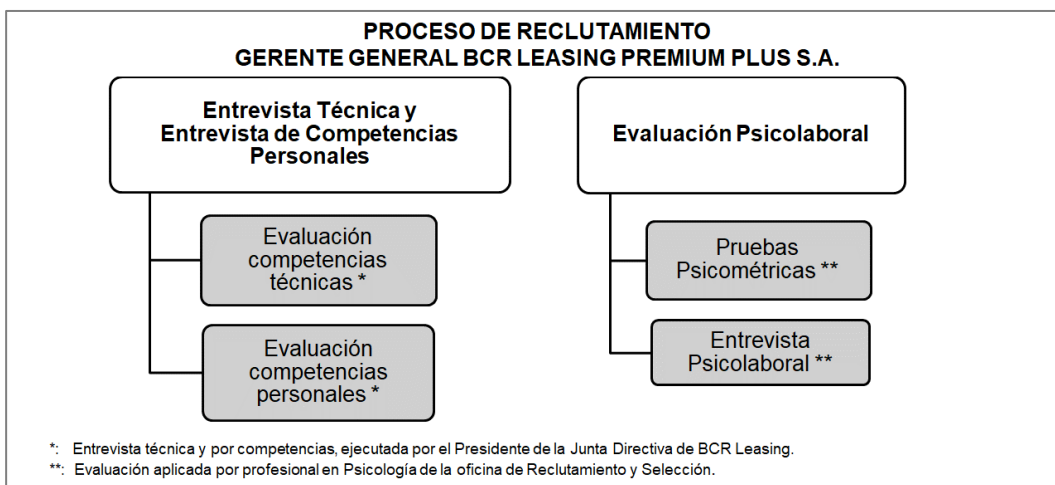 PROCESO DE RECLUTAMIENTO
GERENTE GENERAL BCR LEASING PREMIUM PLUS S.A.
Entrevista Técnica y
Entrevista de Competencias
Personales
Evaluación
competencias
técnicas *
Evaluación
competencias
personales *
Evaluación Psicolaboral
Pruebas
Psicométricas **
Entrevista
Psicolaboral **
*: Entrevista técnica y por competencias, ejecutada por el Presidente de la Junta Directiva de BCR Leasing.
**: Evaluación aplicada por profesional en Psicología de la oficina de Reclutamiento y Selección.